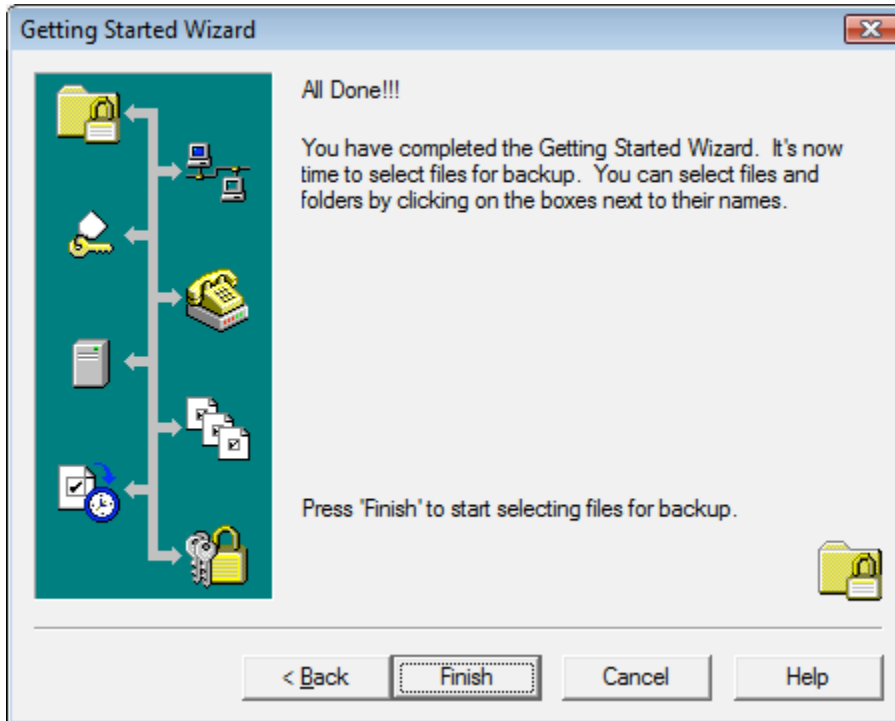 Getting Started Wizard
All Done!!!
You have completed the Getting Started Wizard.  It's now
time to select files for backup.  You can select files and
folders by clicking on the boxes next to their names.
Press 'Finish' to start selecting files for backup.
< Back
Finish
Cancel
Help